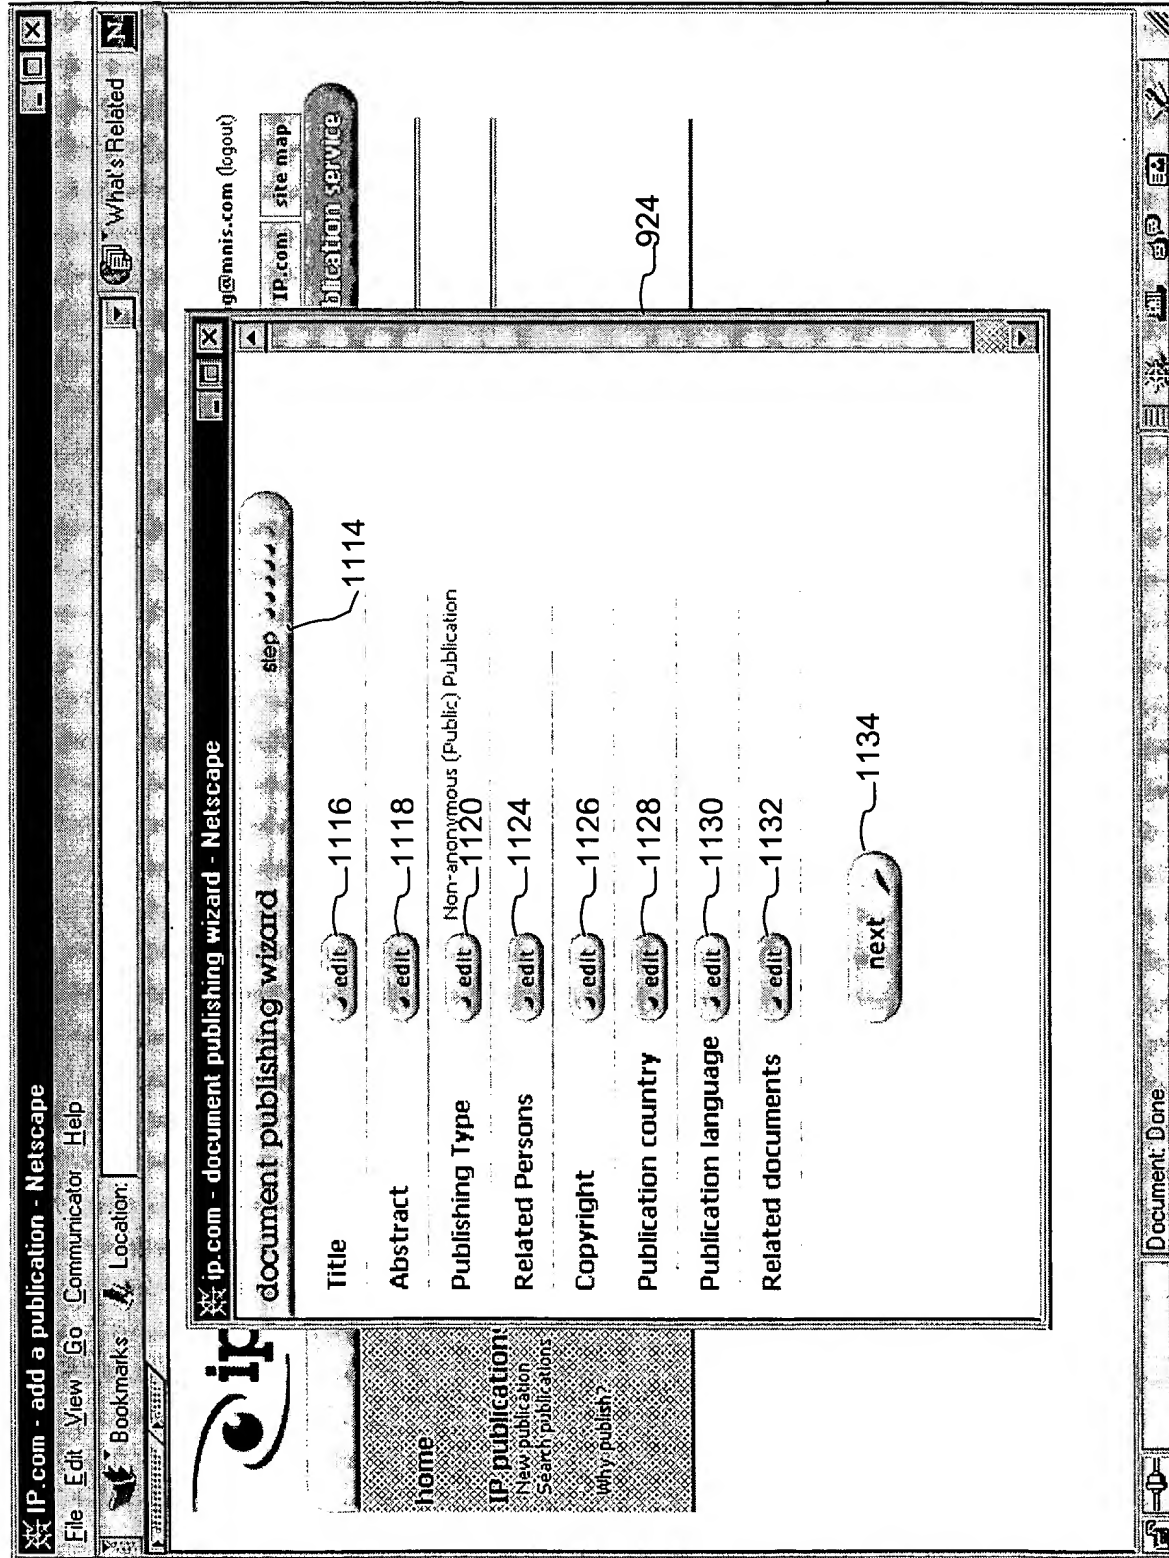 IP.com - add a publication - Netscape
File Edit View Go Communicator Help
Bookmarks Location: What's Related N
ip
g@mnis.com (logout)
IP.com site map
blication service
home
IP.publications
New publication
Search publications
Why publish?
ip.com - document publishing wizard - Netscape
document publishing wizard step
1114
Title edit 1116
Abstract edit 1118
Publishing Type edit Non-anonymous (Public) Publication
1120
Related Persons edit 1124
Copyright edit 1126
Publication country edit 1128
Publication language edit 1130
Related documents edit 1132
next 1134
924
Document: Done